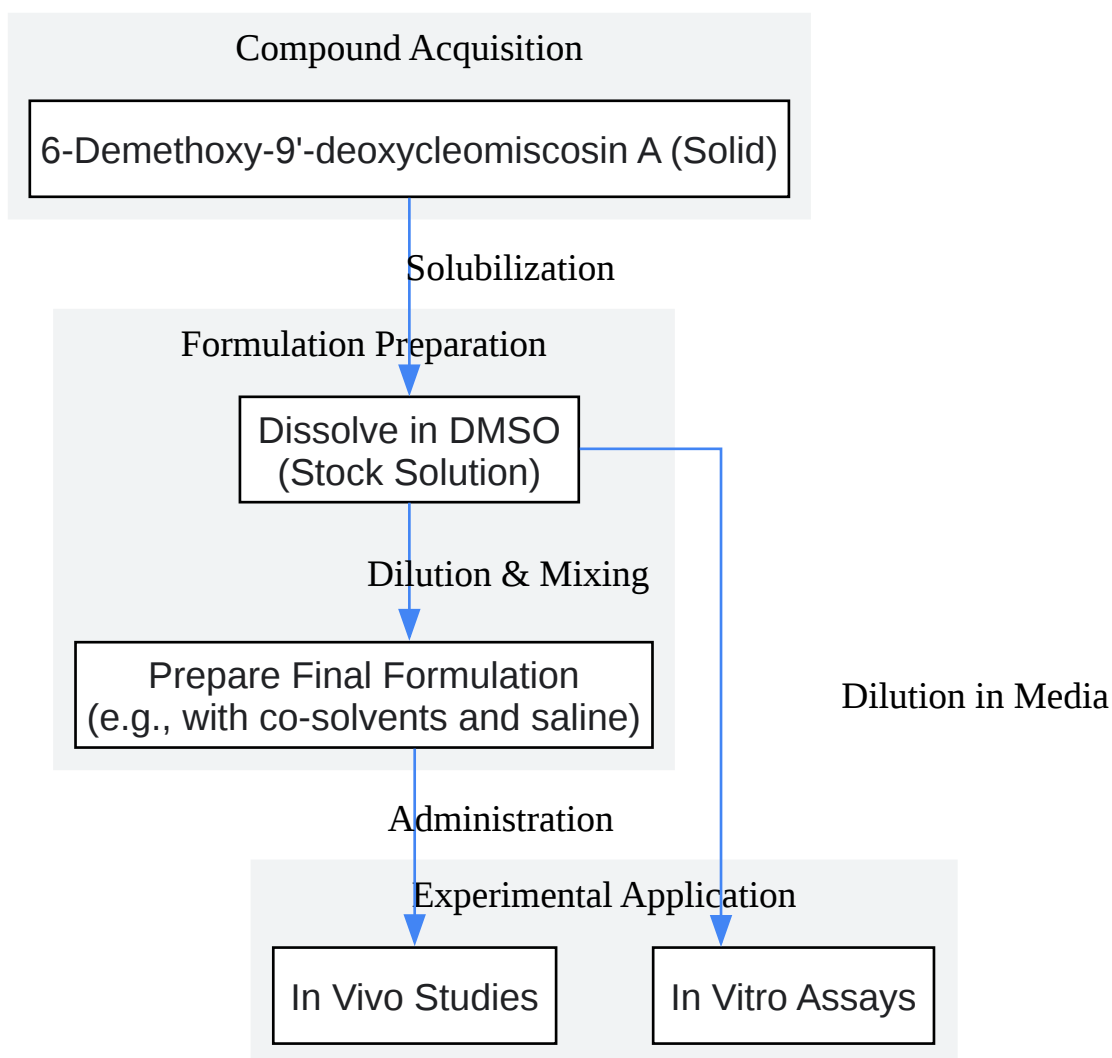 Compound Acquisition
6-Demethoxy-9'-deoxycleomiscosin A (Solid)
Solubilization
Formulation Preparation
Dissolve in DMSO
(Stock Solution)
Dilution & Mixing
Prepare Final Formulation
(e.g., with co-solvents and saline)
Dilution in Media
Administration
Experimental Application
In Vivo Studies
In Vitro Assays